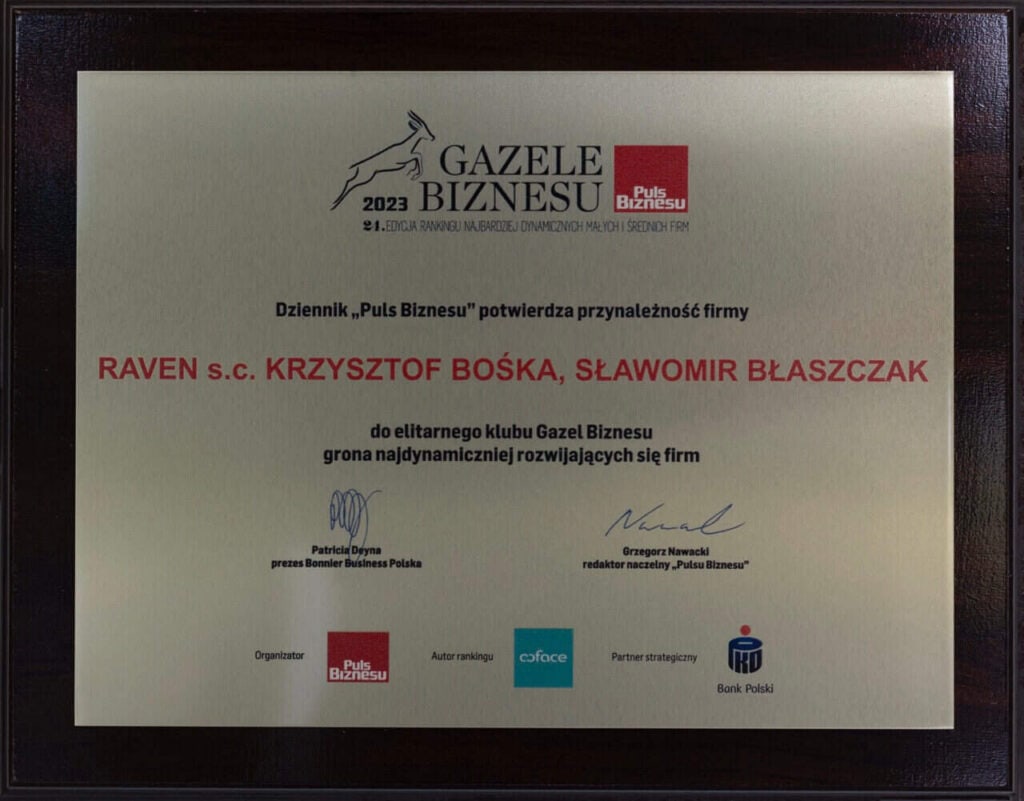 GAZELE
2023 BIZNESU
Puls
Biznesu
24. EDYCJA RANKINGU NAJBARDZIEJ DYNAMICZNYCH MAŁYCH I ŚREDNICH FIRM
Dziennik „Puls Biznesu” potwierdza przynależność firmy
RAVEN s.c. KRZYSZTOF BOŚKA, SŁAWOMIR BŁASZCZAK
do elitarnego klubu Gazel Biznesu
grona najdynamiczniej rozwijających się firm
Patricia Deyna
prezes Bonnier Business Polska
Grzegorz Nawacki
redaktor naczelny „Pulsu Biznesu”
Organizator
Puls
Biznesu
Autor rankingu
coface
Partner strategiczny
PKO
Bank Polski